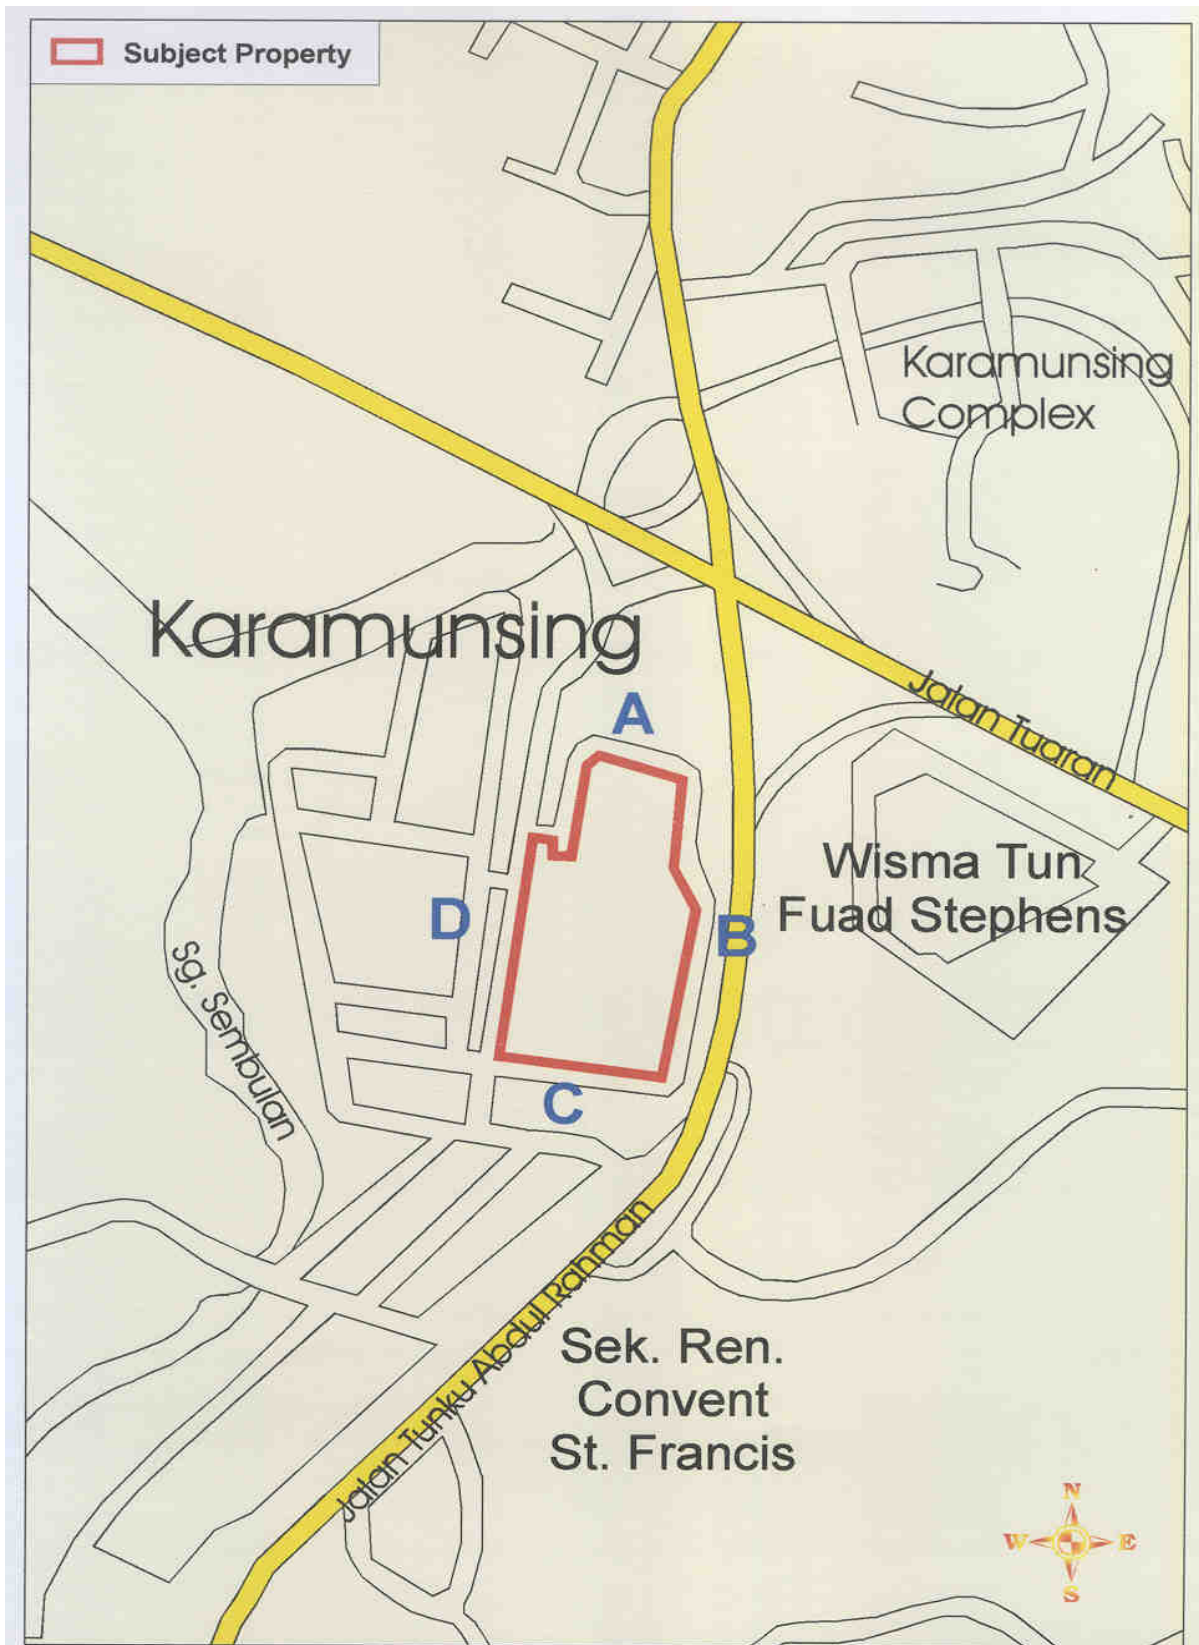 Subject Property
Karamunsing
Complex
Karamunsing
A
Jalan Tuaran
Wisma Tun
Fuad Stephens
D
B
Sg. Sembulan
C
Jalan Tunku Abdul Rahman
Sek. Ren.
Convent
St. Francis
N
W E
S